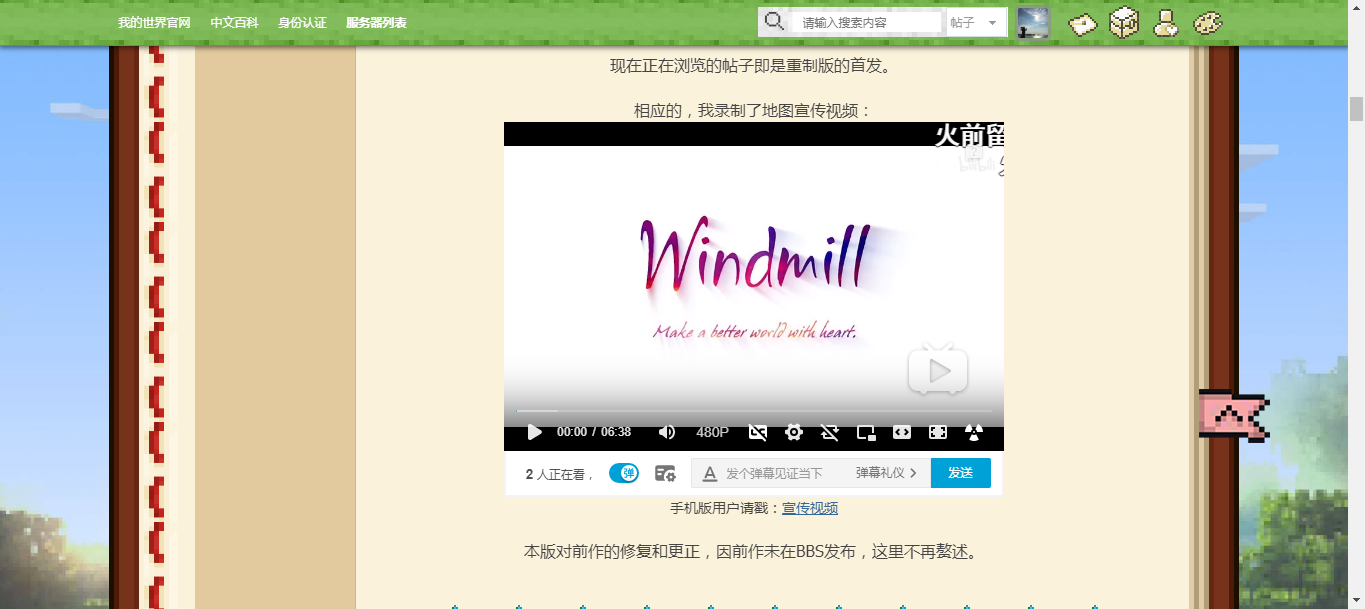 我的世界官网 中文百科 身份认证 服务器列表 请输入搜索内容 帖子
现在正在浏览的帖子即是重制版的首发。
相应的，我录制了地图宣传视频：
火前留
bilibili
Windmill
Make a better world with heart.
00:00 / 06:38 480P
2 人正在看， 弹 发个弹幕见证当下 弹幕礼仪 发送
手机版用户请戳：宣传视频
本版对前作的修复和更正，因前作未在BBS发布，这里不再赘述。